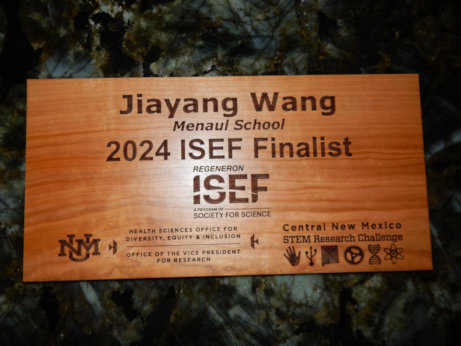 Jiayang Wang
Menaul School
2024 ISEF Finalist
REGENERON
ISEF
A PROGRAM OF
SOCIETY FOR SCIENCE
UNM
HEALTH SCIENCES OFFICE FOR
DIVERSITY, EQUITY & INCLUSION
OFFICE OF THE VICE PRESIDENT
FOR RESEARCH
Central New Mexico
STEM Research Challenge